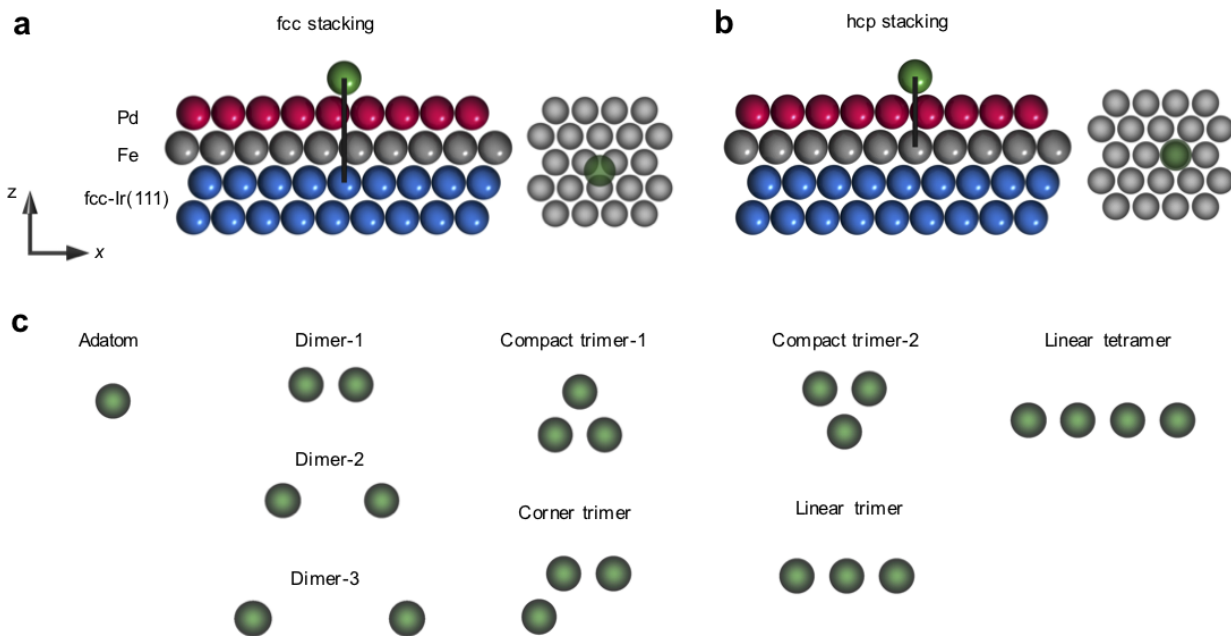 a
fcc stacking
Pd
Fe
fcc-Ir(111)
z
x
b
hcp stacking
c
Adatom
Dimer-1
Compact trimer-1
Compact trimer-2
Linear tetramer
Dimer-2
Corner trimer
Linear trimer
Dimer-3